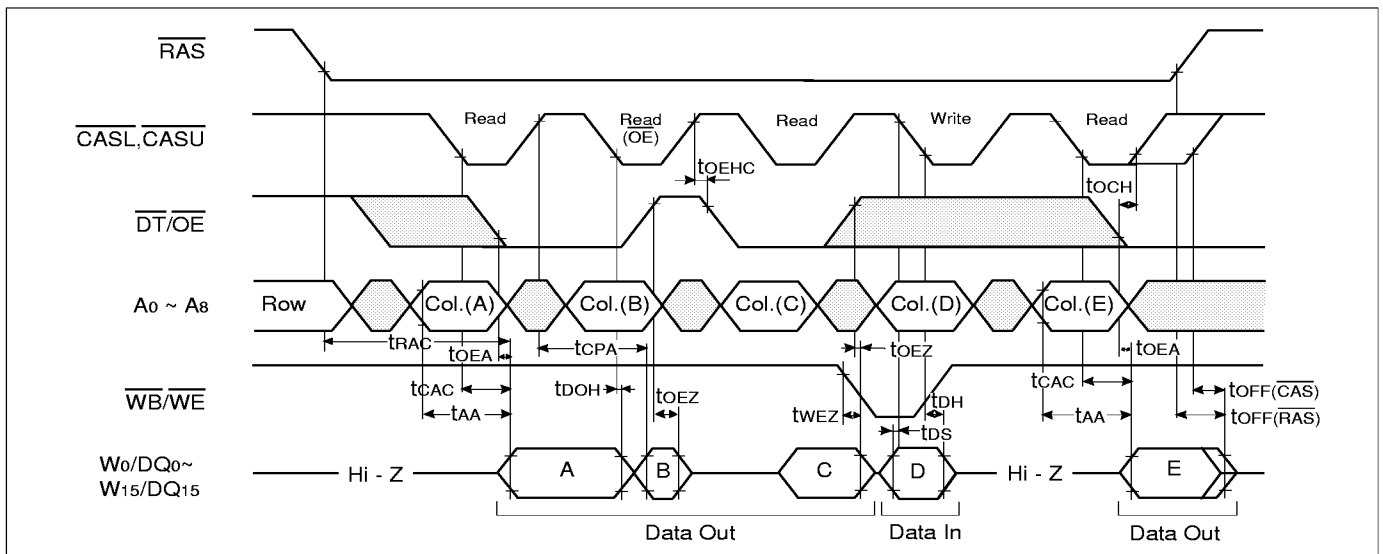 RAS
CASL,CASU
Read
Read
(OE)
Read
Write
Read
tOEHC
tOCH
DT/OE
A0 ~ A8
Row
Col.(A)
Col.(B)
Col.(C)
Col.(D)
Col.(E)
tRAC
tOEA
tCPA
tOEZ
tOEA
tCAC
tDOH
tOEZ
tCAC
tOFF(CAS)
WB/WE
tAA
tWEZ
tDH
tDS
tAA
tOFF(RAS)
W0/DQ0~
W15/DQ15
Hi - Z
A
B
C
D
Hi - Z
E
Data Out
Data In
Data Out